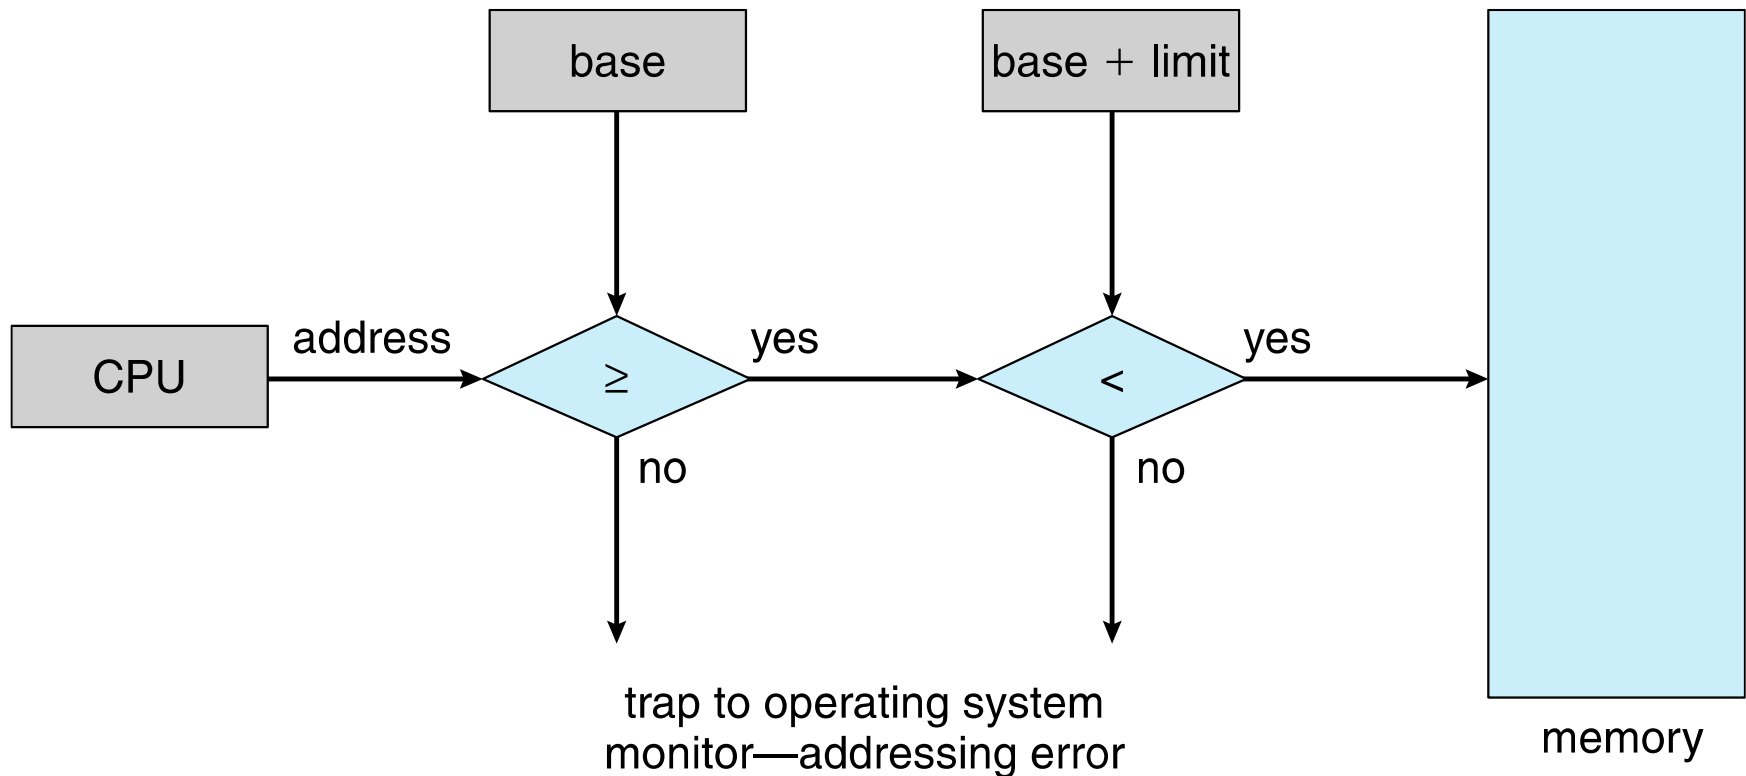 base
base + limit
CPU
address
≥
yes
<
yes
no
no
trap to operating system
monitor—addressing error
memory